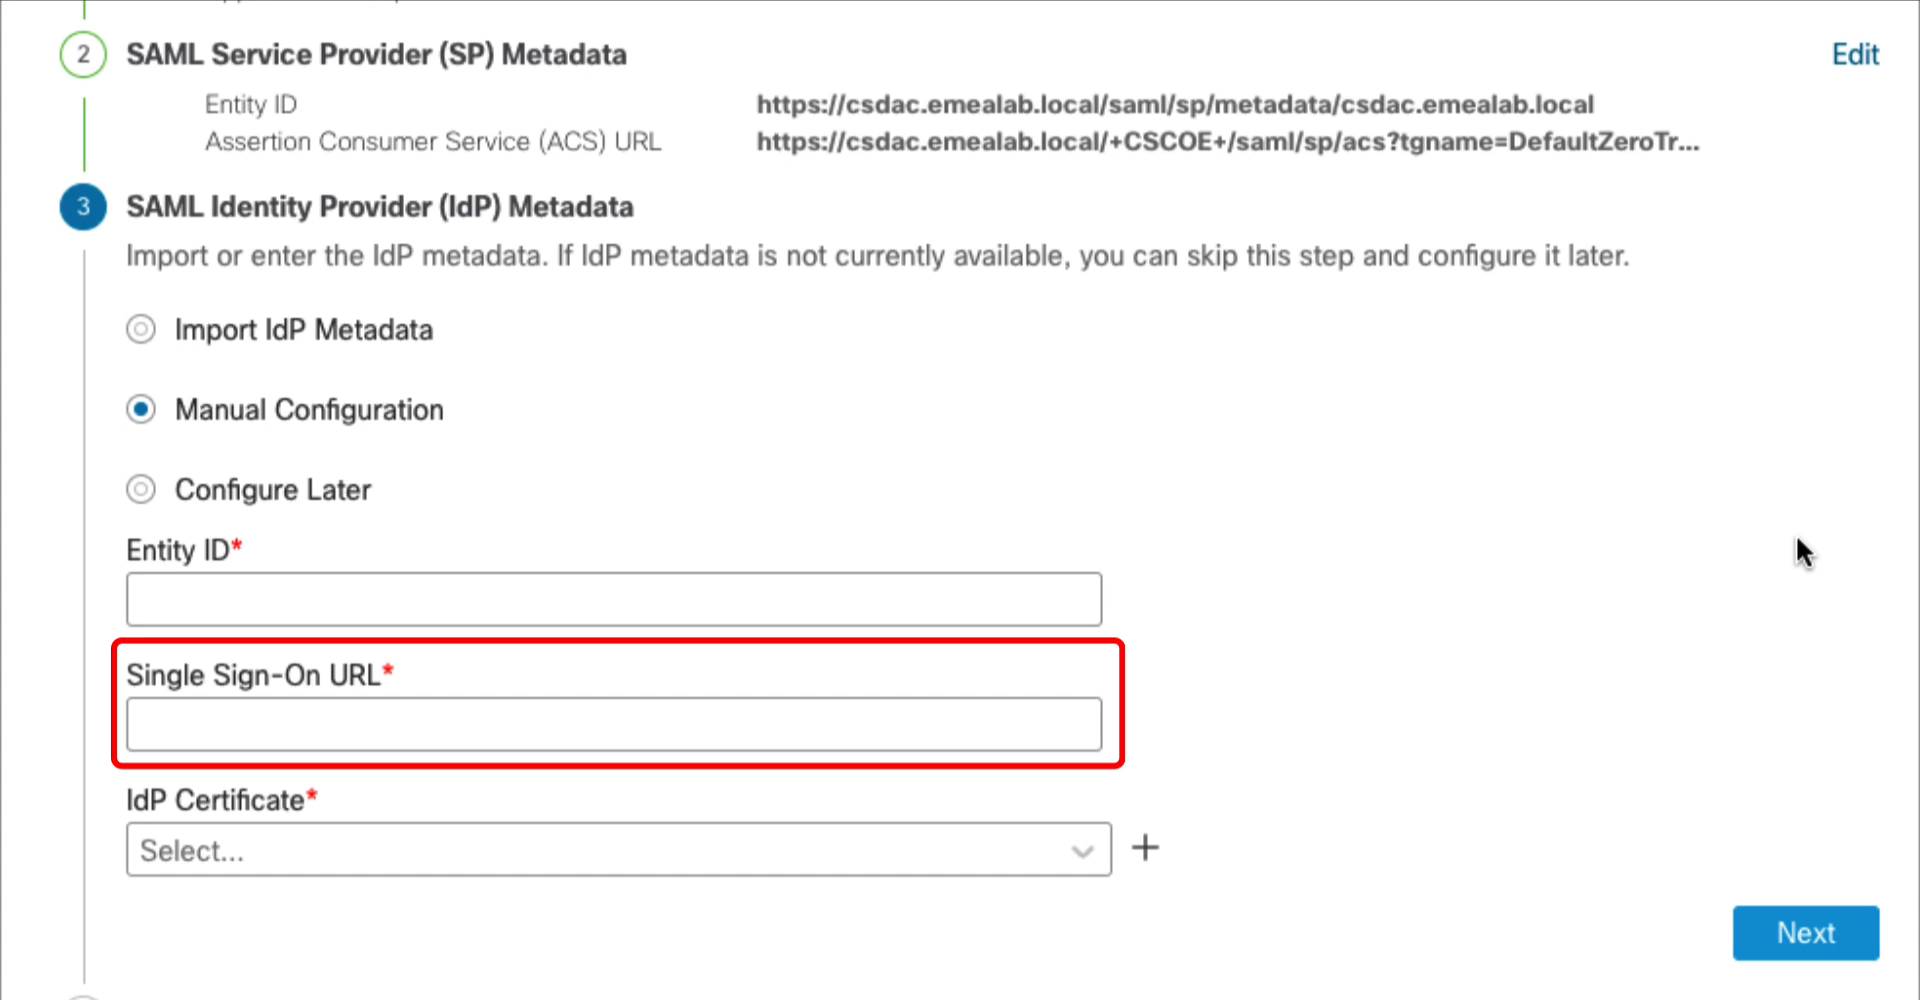 2 SAML Service Provider (SP) Metadata Edit
Entity ID https://csdac.emealab.local/saml/sp/metadata/csdac.emealab.local
Assertion Consumer Service (ACS) URL https://csdac.emealab.local/+CSCOE+/saml/sp/acs?tgname=DefaultZeroTr...
3 SAML Identity Provider (IdP) Metadata
Import or enter the IdP metadata. If IdP metadata is not currently available, you can skip this step and configure it later.
Import IdP Metadata
Manual Configuration
Configure Later
Entity ID*
Single Sign-On URL*
IdP Certificate*
Select...
Next